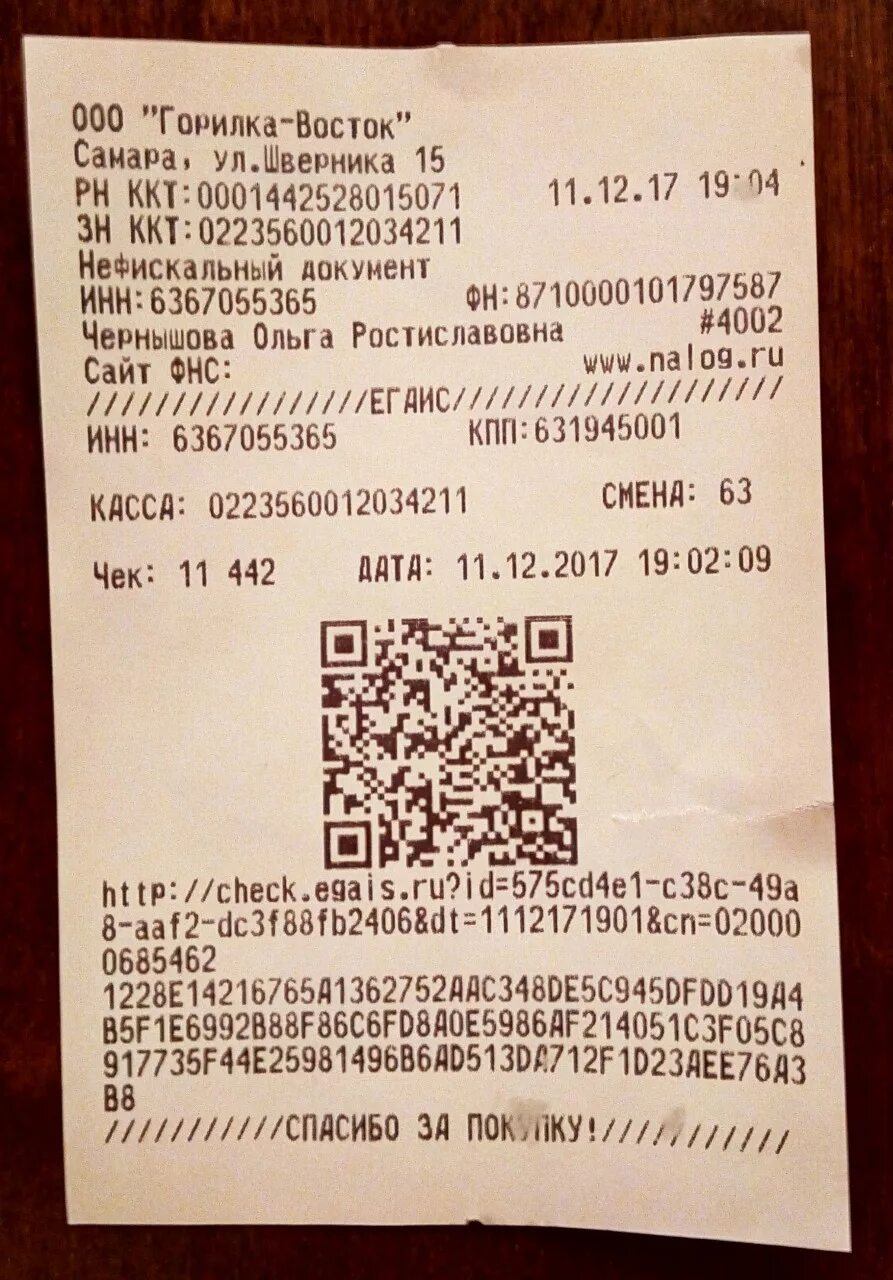 ООО "Горилка-Восток"
Самара, ул.Шверника 15
РН ККТ:0001442528015071 11.12.17 19:04
ЗН ККТ:0223560012034211
Нефискальный документ
ИНН:6367055365 ФН:8710000101797587
Чернышова Ольга Ростиславовна #4002
Сайт ФНС: www.nalog.ru
/////////////////ЕГАИС////////////////////
ИНН: 6367055365 КПП:631945001
КАССА: 0223560012034211 СМЕНА: 63
Чек: 11 442 ДАТА: 11.12.2017 19:02:09
http://check.egais.ru?id=575cd4e1-c38c-49a
8-aaf2-dc3f88fb2406&dt=1112171901&cn=02000
0685462
1228E14216765A1362752AAC348DE5C945DFDD19A4
B5F1E6992B88F86C6FD8A0E5986AF214051C3F05C8
917735F44E25981496B6AD513DA712F1D23AEE76A3
B8
///////////СПАСИБО ЗА ПОКУПКУ!////////////